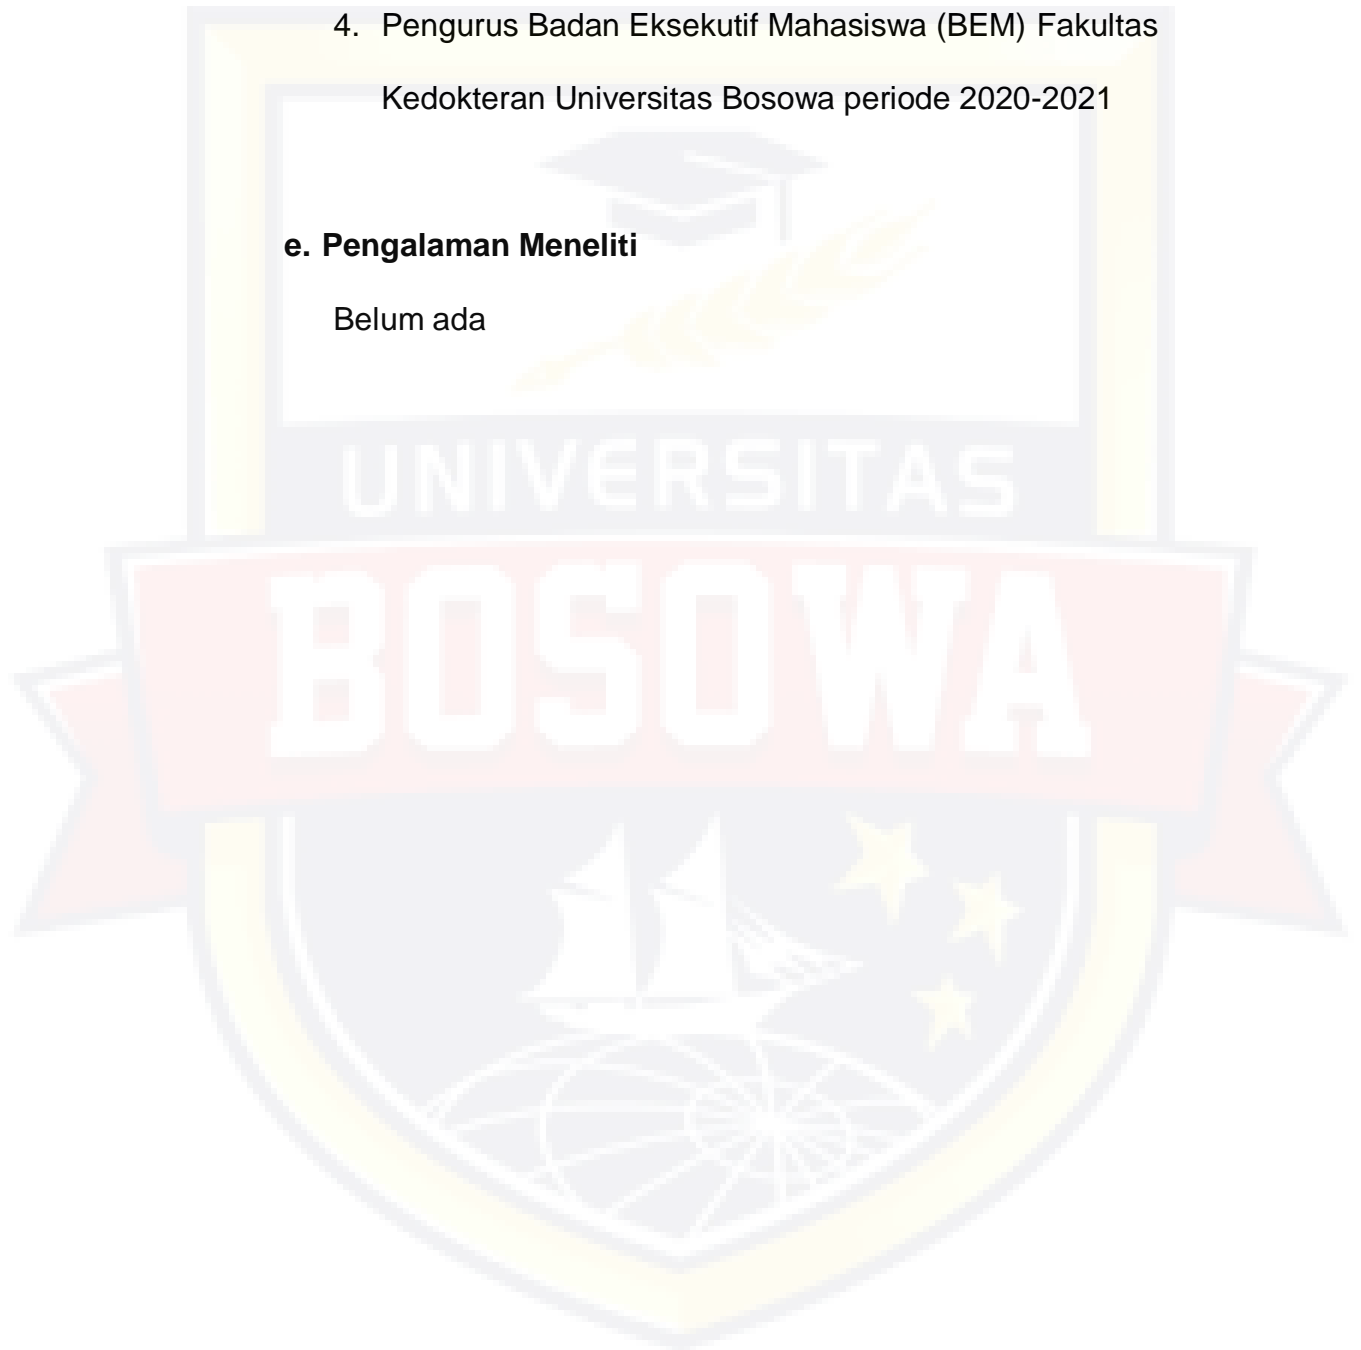 4. Pengurus Badan Eksekutif Mahasiswa (BEM) Fakultas
Kedokteran Universitas Bosowa periode 2020-2021
e. Pengalaman Meneliti
Belum ada
UNIVERSITAS
BOSOWA